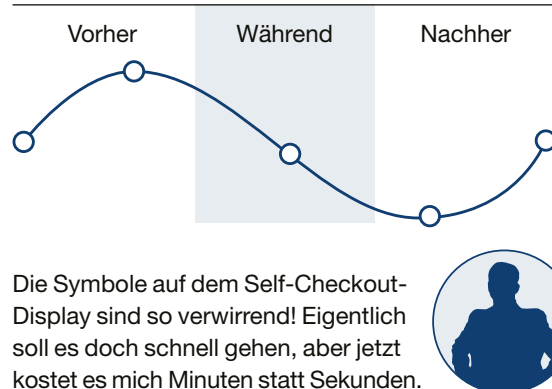 Vorher Während Nachher
Die Symbole auf dem Self-Checkout-
Display sind so verwirrend! Eigentlich
soll es doch schnell gehen, aber jetzt
kostet es mich Minuten statt Sekunden.